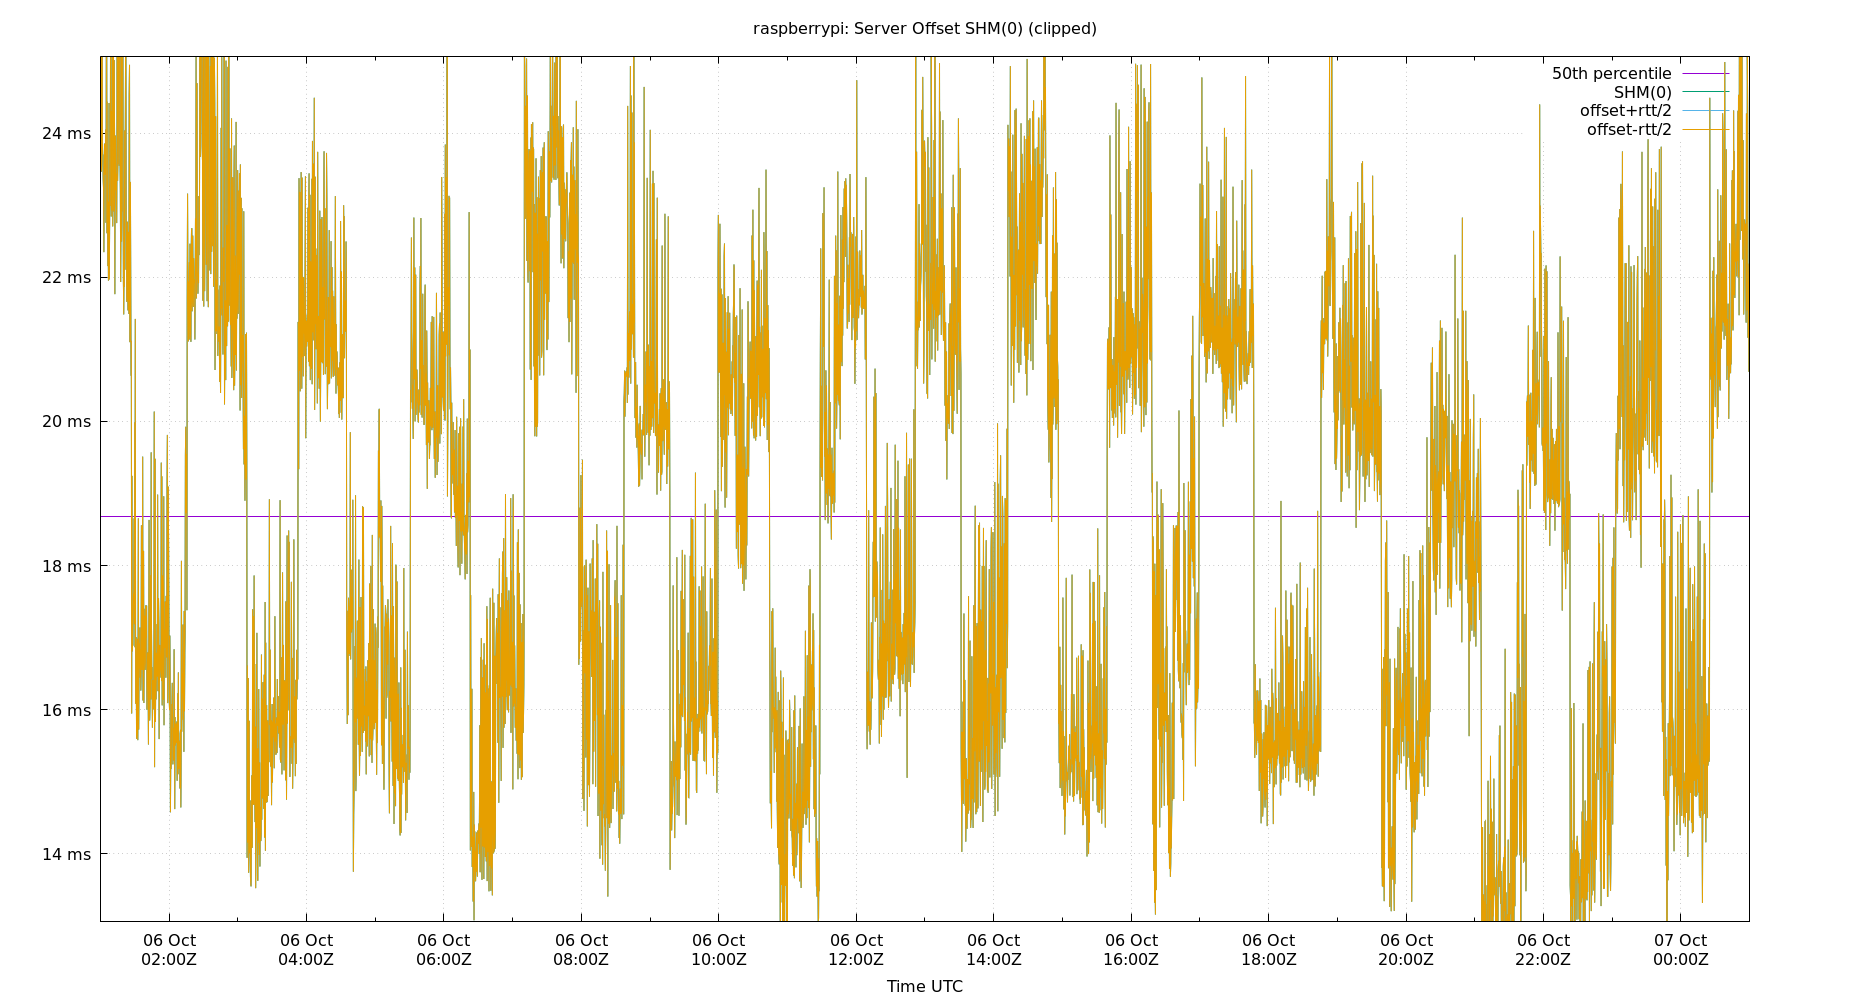 raspberrypi: Server Offset SHM(0) (clipped)
50th percentile
SHM(0)
offset+rtt/2
offset-rtt/2
24 ms
22 ms
20 ms
18 ms
16 ms
14 ms
06 Oct 06 Oct 06 Oct 06 Oct 06 Oct 06 Oct 06 Oct 06 Oct 06 Oct 06 Oct 06 Oct 07 Oct
02:00Z 04:00Z 06:00Z 08:00Z 10:00Z 12:00Z 14:00Z 16:00Z 18:00Z 20:00Z 22:00Z 00:00Z
Time UTC